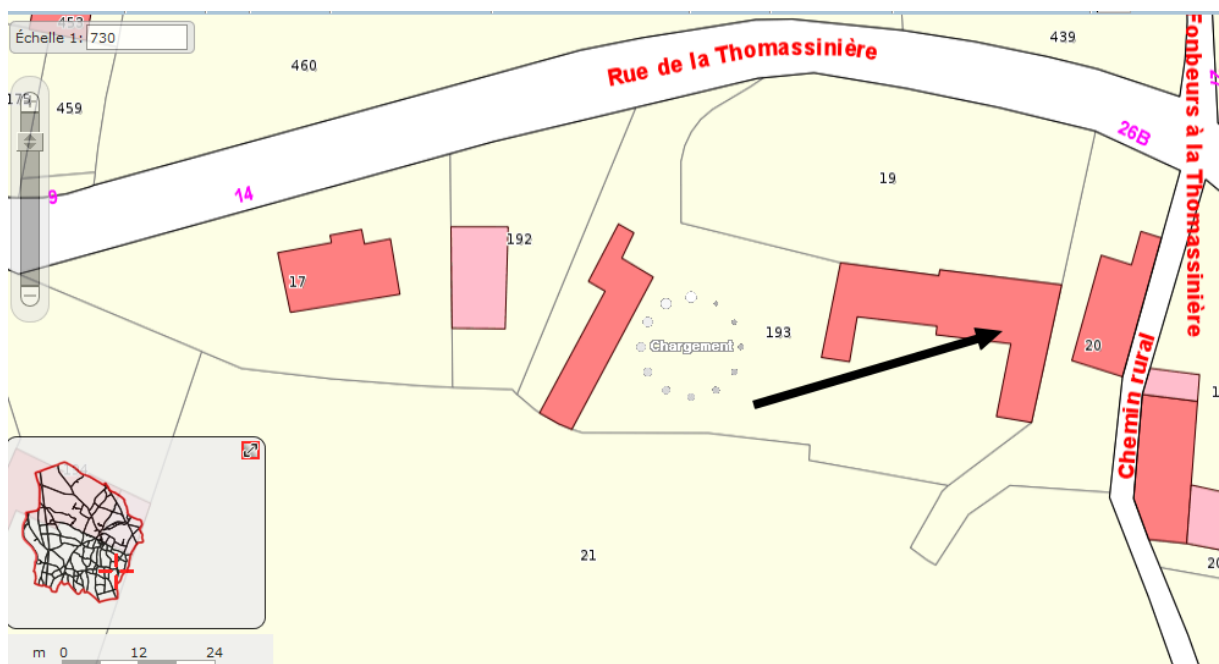 453
Échelle 1: 730
439
460
Rue de la Thomassinière
Fonbeurs à la Thomassinière
175
459
26B
9
14
19
192
17
193
Chargement
20
Chemin rural
21
m 0 12 24